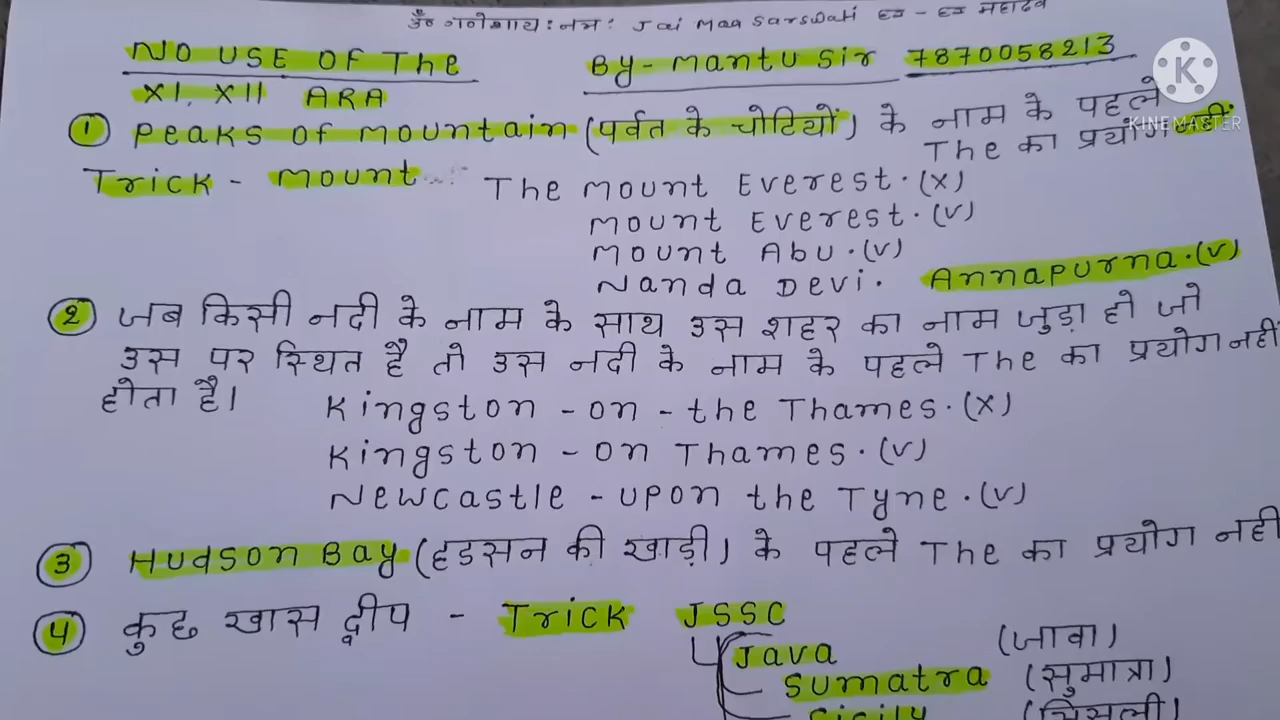 ॐ गणेशायः नमः Jai Maa Sarswati हर - हर महादेव
NO USE OF The By- Mantu Sir 7870058213
XI, XII ARA
① Peaks of Mountain (पर्वत के चोटियों) के नाम के पहले
The का प्रयोग नहीं
Trick - Mount The Mount Everest.(x)
Mount Everest.(v)
Mount Abu.(v)
Nanda Devi. Annapurna.(v)
② जब किसी नदी के नाम के साथ उस शहर का नाम जुड़ा हो जो
उस पर स्थित है तो उस नदी के नाम के पहले The का प्रयोग नहीं
होता है।
Kingston - on - the Thames.(x)
Kingston - on Thames.(v)
Newcastle - upon the Tyne.(v)
③ Hudson Bay (हडसन की खाड़ी) के पहले The का प्रयोग नही
④ कुछ खास द्वीप - Trick JSSC
Java (जावा)
Sumatra (सुमात्रा)
Sicily (सिसली)
K
KINEMASTER